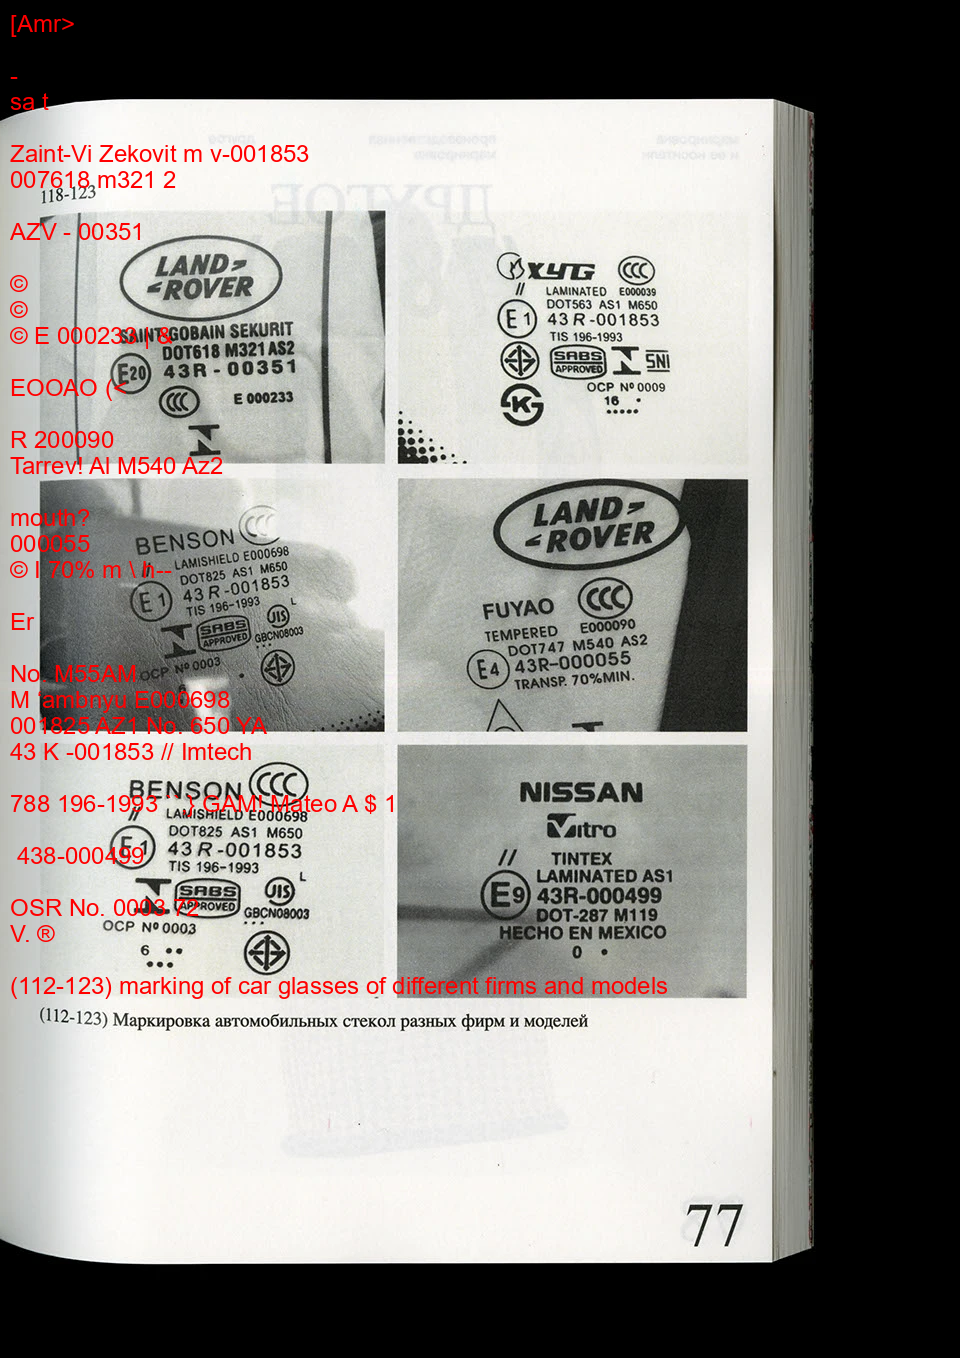 [Amr>
-
sa t
Zaint-Vi Zekovit m v-001853
007618 m321 2
118-123
AZV - 00351
©
©
© E 000233 | &
EOOAO (<
R 200090
Tarrev! Al M540 Az2
mouth?
000055
© I 70% m \ h--
Er
No. M55AM
M 'ambnyu E000698
001825 AZ1 No. 650 YA
43 K -001853 // Imtech
788 196-1993 ` `} GAM! Mateo A $ 1
438-000499
OSR No. 0003 72
V. ®
(112-123) marking of car glasses of different firms and models
LAND
ROVER
SAINT-GOBAIN SEKURIT
DOT618 M321 AS2
E20 43R - 00351
CCC E 000233
XYG CCC
// LAMINATED E000039
DOT563 AS1 M650
E1 43 R -001853
TIS 196-1993
SABS APPROVED SNI
OCP Nº 0009
K 16
BENSON CCC
// LAMISHIELD E000698
DOT825 AS1 M650
E1 43 R -001853
TIS 196-1993
L
SABS APPROVED JIS
GBCN08003
OCP Nº 0003
6
LAND
ROVER
FUYAO CCC
TEMPERED E000090
DOT747 M540 AS2
E4 43R-000055
TRANSP. 70%MIN.
BENSON CCC
// LAMISHIELD E000698
DOT825 AS1 M650
E1 43 R -001853
TIS 196-1993
L
SABS APPROVED JIS
GBCN08003
OCP Nº 0003
6
NISSAN
Vitro
// TINTEX
LAMINATED AS1
E9 43R-000499
DOT-287 M119
HECHO EN MEXICO
0
(112-123) Маркировка автомобильных стекол разных фирм и моделей
77